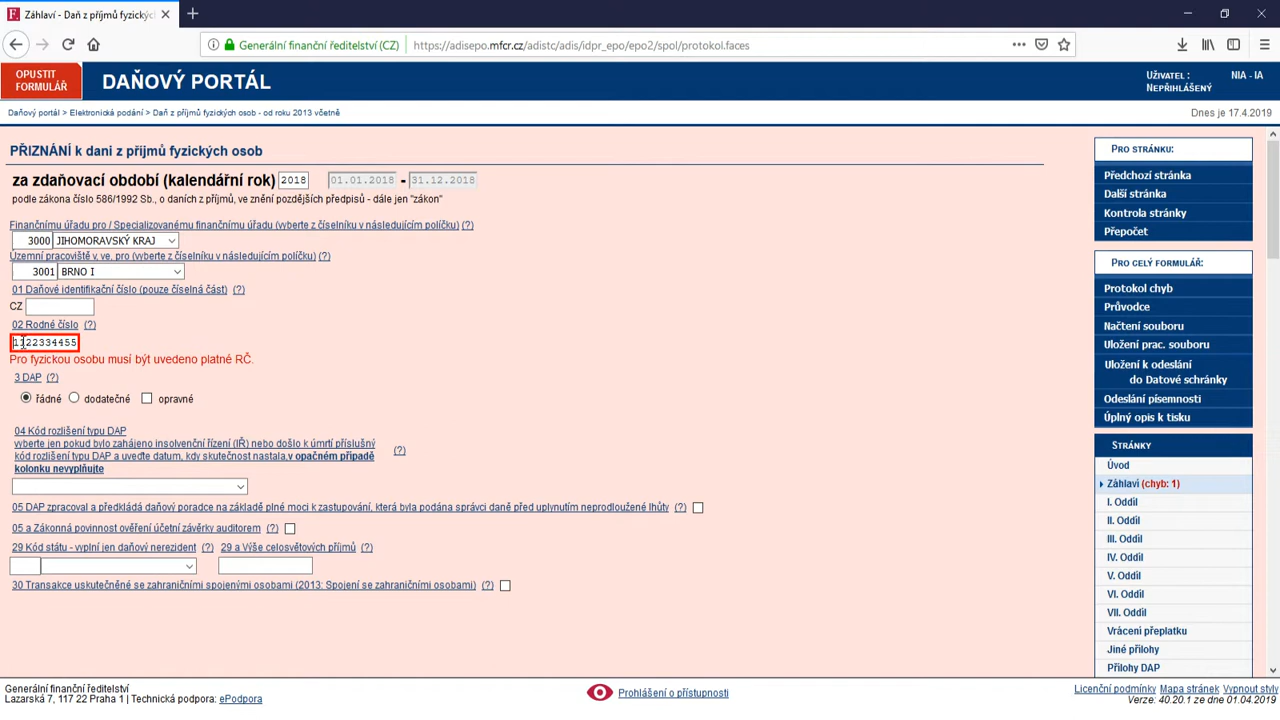 Záhlaví - Daň z příjmů fyzickýc
Generální finanční ředitelství (CZ)
https://adisepo.mfcr.cz/adistc/adis/idpr_epo/epo2/spol/protokol.faces
OPUSTIT
FORMULÁŘ
DAŇOVÝ PORTÁL
UŽIVATEL :
NEPŘIHLÁŠENÝ
NIA - IA
Daňový portál > Elektronická podání > Daň z příjmů fyzických osob - od roku 2013 včetně
Dnes je 17.4.2019
PŘIZNÁNÍ k dani z příjmů fyzických osob
za zdaňovací období (kalendářní rok) 2018 01.01.2018 - 31.12.2018
podle zákona číslo 586/1992 Sb., o daních z příjmů, ve znění pozdějších předpisů - dále jen "zákon"
Finančnímu úřadu pro / Specializovanému finančnímu úřadu (vyberte z číselníku v následujícím políčku) (?)
3000 JIHOMORAVSKÝ KRAJ
Územní pracoviště v, ve, pro (vyberte z číselníku v následujícím políčku) (?)
3001 BRNO I
01 Daňové identifikační číslo (pouze číselná část) (?)
CZ
02 Rodné číslo (?)
1122334455
Pro fyzickou osobu musí být uvedeno platné RČ.
3 DAP (?)
řádné dodatečné opravné
04 Kód rozlišení typu DAP
vyberte jen pokud bylo zahájeno insolvenční řízení (IŘ) nebo došlo k úmrtí příslušný
kód rozlišení typu DAP a uveďte datum, kdy skutečnost nastala,v opačném případě
kolonku nevyplňujte
(?)
05 DAP zpracoval a předkládá daňový poradce na základě plné moci k zastupování, která byla podána správci daně před uplynutím neprodloužené lhůty (?)
05 a Zákonná povinnost ověření účetní závěrky auditorem (?)
29 Kód státu - vyplní jen daňový nerezident (?) 29 a Výše celosvětových příjmů (?)
30 Transakce uskutečněné se zahraničními spojenými osobami (2013: Spojení se zahraničními osobami) (?)
PRO STRÁNKU:
Předchozí stránka
Další stránka
Kontrola stránky
Přepočet
PRO CELÝ FORMULÁŘ:
Protokol chyb
Průvodce
Načtení souboru
Uložení prac. souboru
Uložení k odeslání
do Datové schránky
Odeslání písemnosti
Úplný opis k tisku
STRÁNKY
Úvod
Záhlaví (chyb: 1)
I. Oddíl
II. Oddíl
III. Oddíl
IV. Oddíl
V. Oddíl
VI. Oddíl
VII. Oddíl
Vrácení přeplatku
Jiné přílohy
Přílohy DAP
Generální finanční ředitelství
Lazarská 7, 117 22 Praha 1 | Technická podpora: ePodpora
Prohlášení o přístupnosti
Licenční podmínky Mapa stránek Vypnout styly
Verze: 40.20.1 ze dne 01.04.2019